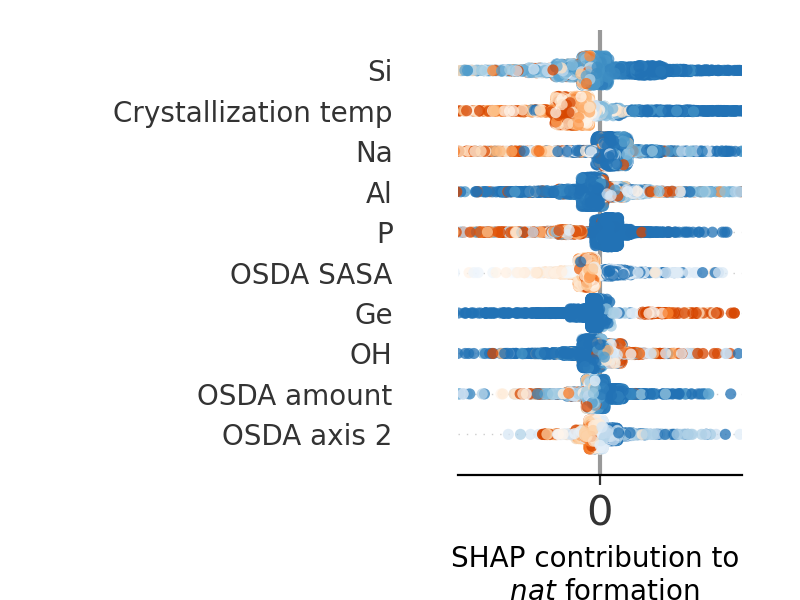 Si
Crystallization temp
Na
Al
P
OSDA SASA
Ge
OH
OSDA amount
OSDA axis 2
0
SHAP contribution to
nat formation